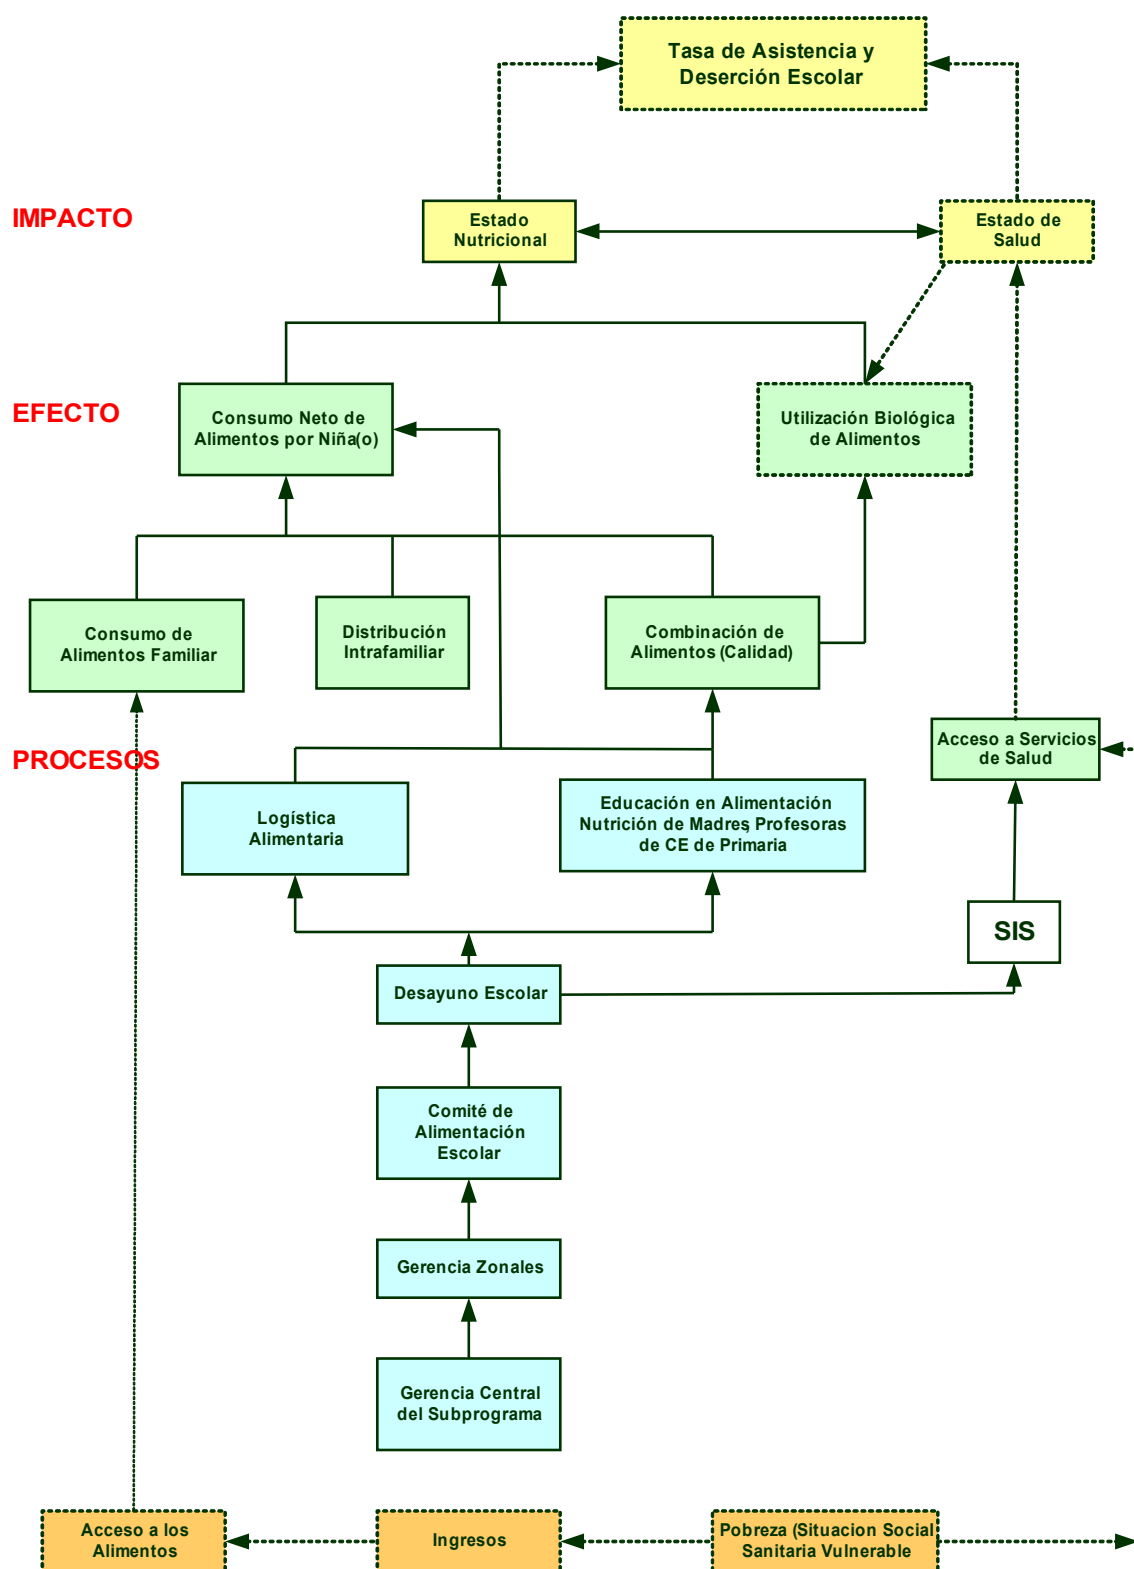 Tasa de Asistencia y
Deserción Escolar
IMPACTO
Estado
Nutricional
Estado de
Salud
EFECTO
Consumo Neto de
Alimentos por Niña(o)
Utilización Biológica
de Alimentos
Consumo de
Alimentos Familiar
Distribución
Intrafamiliar
Combinación de
Alimentos (Calidad)
PROCESOS
Acceso a Servicios
de Salud
Logística
Alimentaria
Educación en Alimentación
Nutrición de Madres, Profesoras
de CE de Primaria
SIS
Desayuno Escolar
Comité de
Alimentación
Escolar
Gerencia Zonales
Gerencia Central
del Subprograma
Acceso a los
Alimentos
Ingresos
Pobreza (Situacion Social
Sanitaria Vulnerable